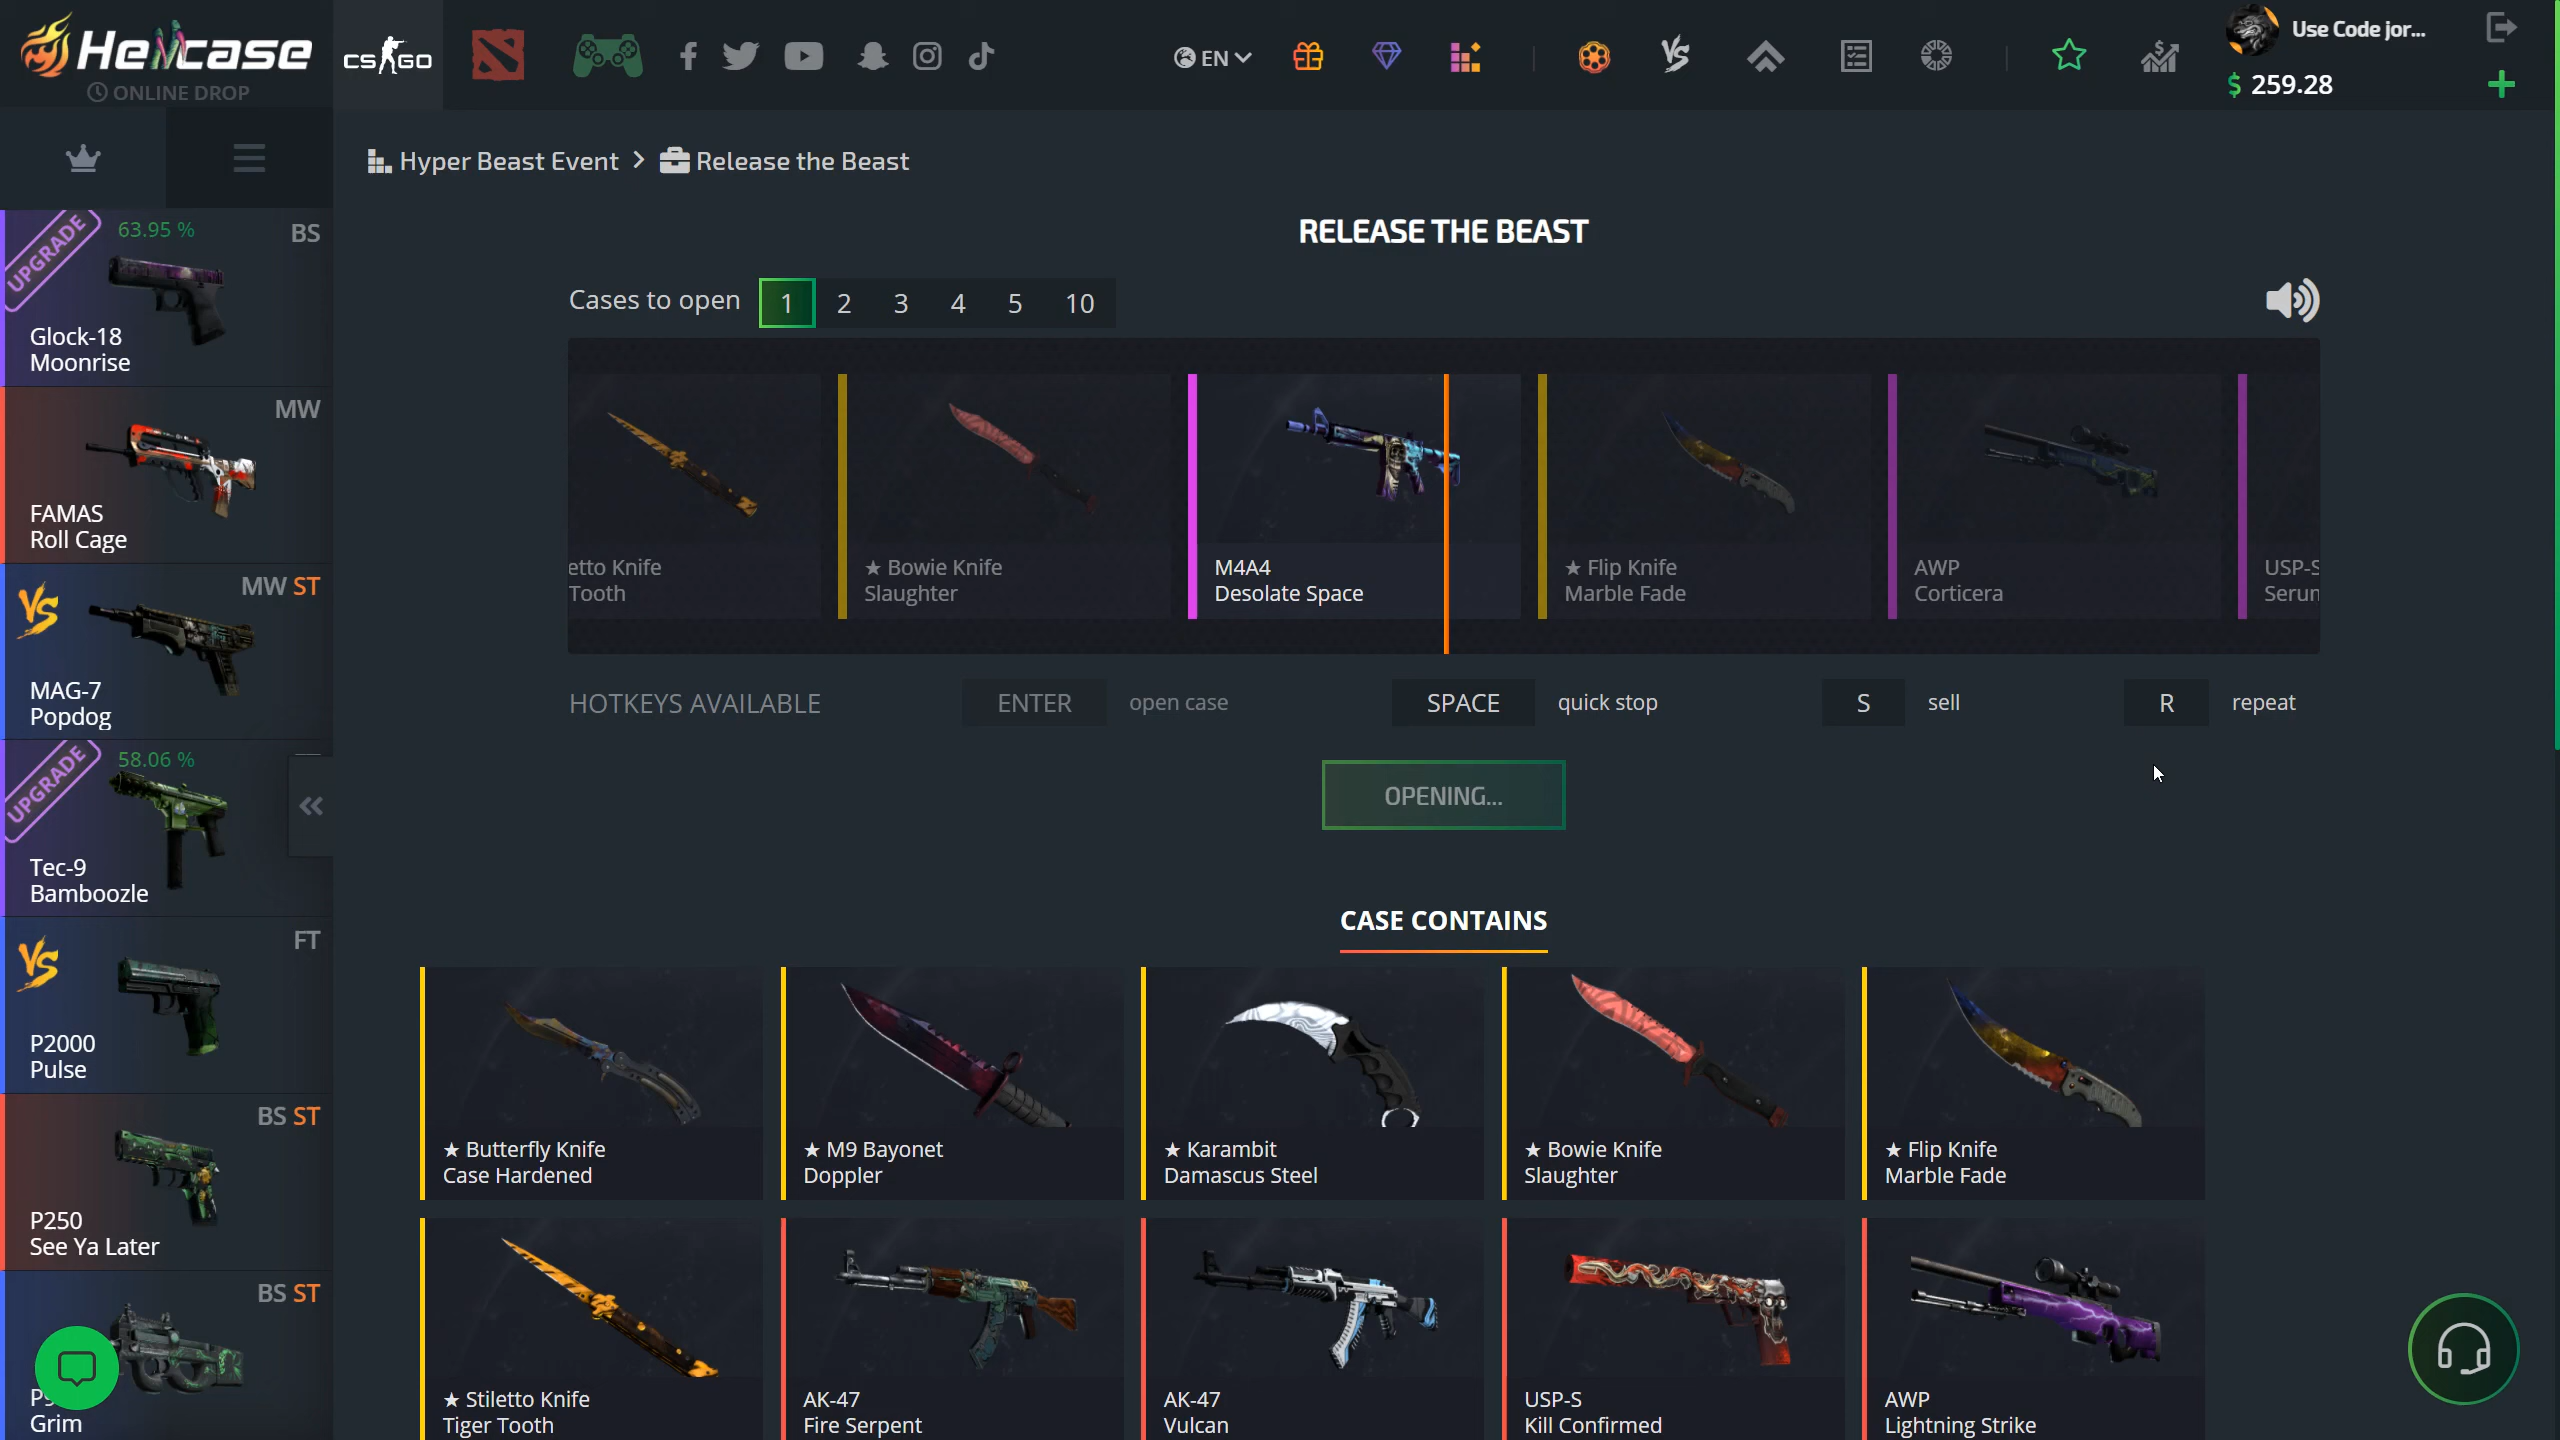 Hellcase
ONLINE DROP
CS GO
EN
Use Code jor...
$ 259.28
Hyper Beast Event > Release the Beast
RELEASE THE BEAST
Cases to open 1 2 3 4 5 10
UPGRADE
63.95 %
BS
Glock-18
Moonrise
MW
FAMAS
Roll Cage
VS
MW ST
MAG-7
Popdog
UPGRADE
58.06 %
Tec-9
Bamboozle
VS
FT
P2000
Pulse
BS ST
P250
See Ya Later
BS ST
Grim
etto Knife
Tooth
★ Bowie Knife
Slaughter
M4A4
Desolate Space
★ Flip Knife
Marble Fade
AWP
Corticera
USP-S
HOTKEYS AVAILABLE ENTER open case SPACE quick stop S sell R repeat
OPENING...
CASE CONTAINS
★ Butterfly Knife
Case Hardened
★ M9 Bayonet
Doppler
★ Karambit
Damascus Steel
★ Bowie Knife
Slaughter
★ Flip Knife
Marble Fade
★ Stiletto Knife
Tiger Tooth
AK-47
Fire Serpent
AK-47
Vulcan
USP-S
Kill Confirmed
AWP
Lightning Strike